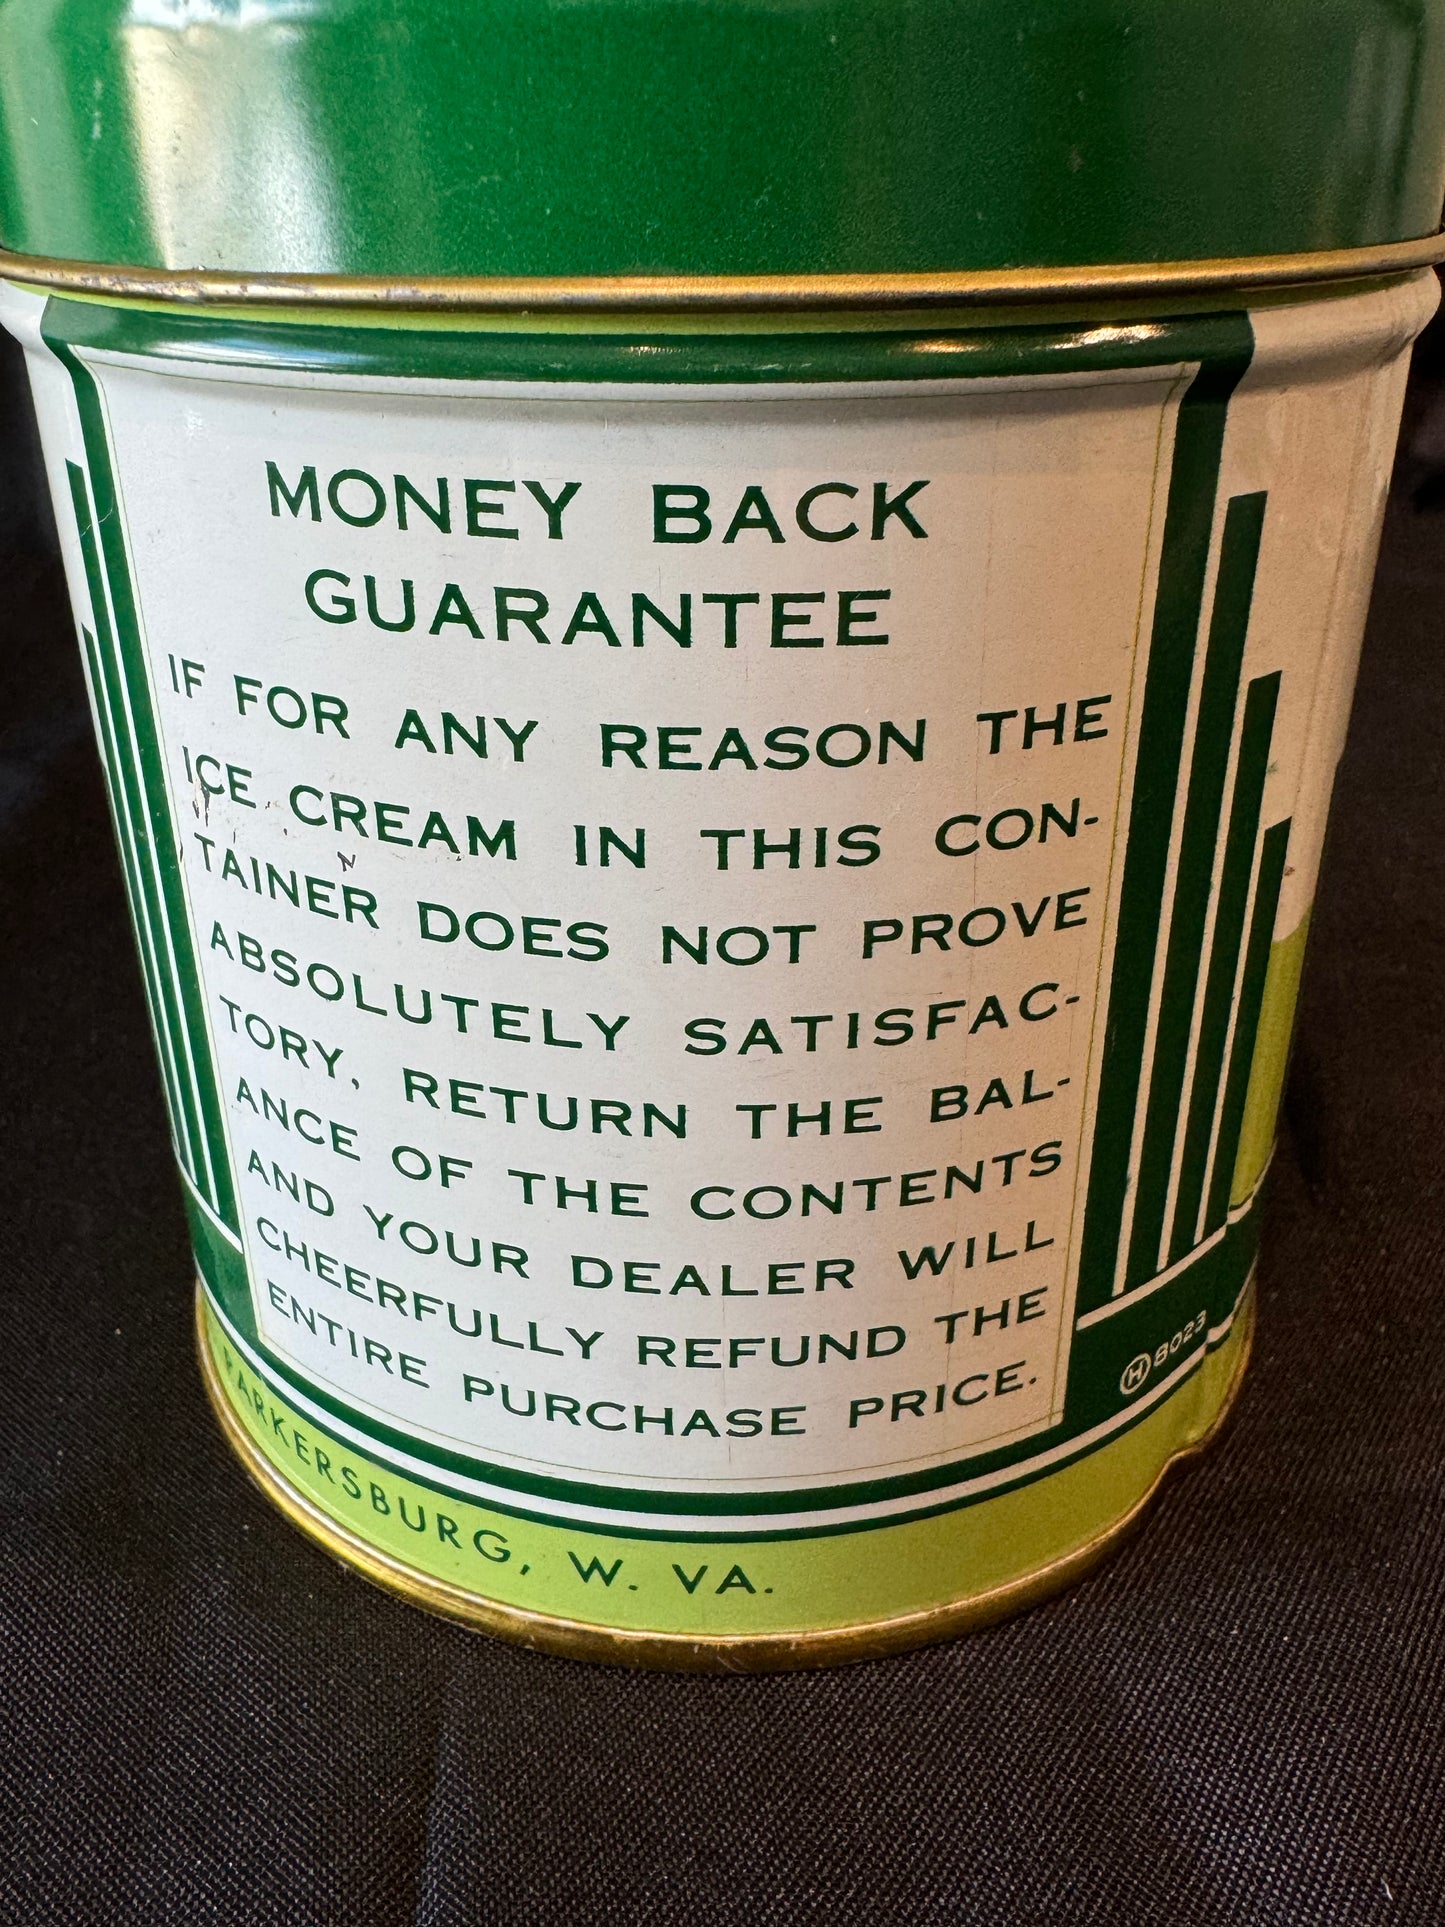 MONEY BACK
GUARANTEE
IF FOR ANY REASON THE
ICE CREAM IN THIS CON-
TAINER DOES NOT PROVE
ABSOLUTELY SATISFAC-
TORY, RETURN THE BAL-
ANCE OF THE CONTENTS
AND YOUR DEALER WILL
CHEERFULLY REFUND THE
ENTIRE PURCHASE PRICE.
Ⓗ 8023
PARKERSBURG, W. VA.